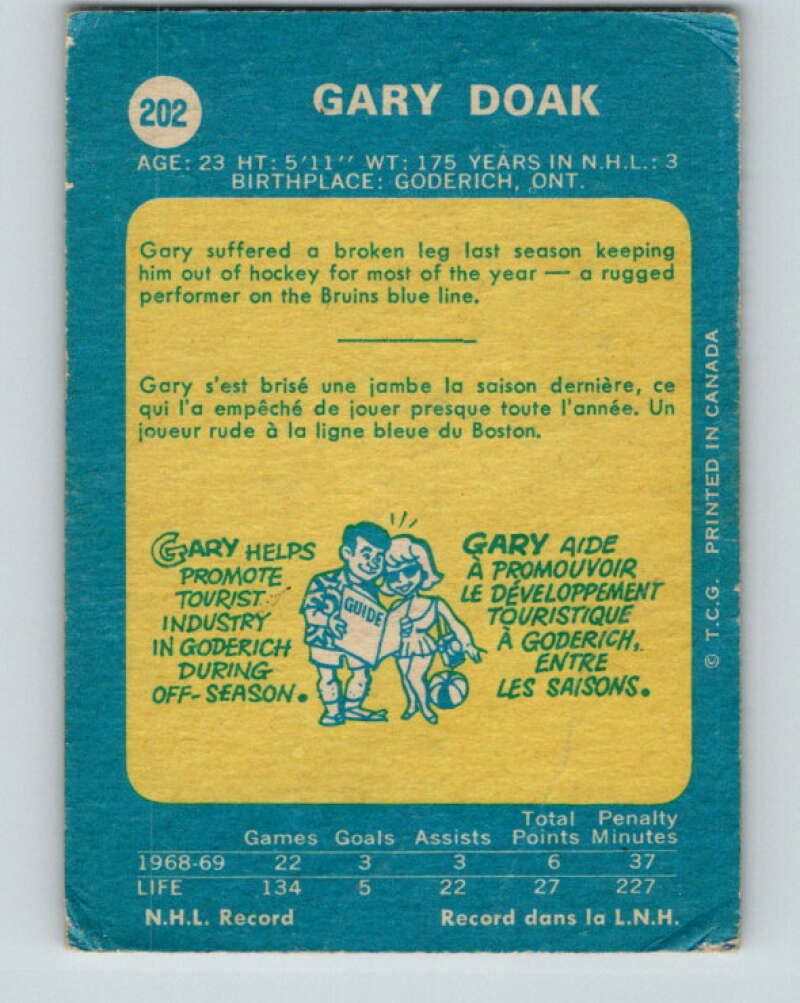 202
GARY DOAK
AGE: 23 HT: 5'11'' WT: 175 YEARS IN N.H.L.: 3
BIRTHPLACE: GODERICH, ONT.
Gary suffered a broken leg last season keeping
him out of hockey for most of the year — a rugged
performer on the Bruins blue line.
Gary s'est brisé une jambe la saison dernière, ce
qui l'a empêché de jouer presque toute l'année. Un
joueur rude à la ligne bleue du Boston.
GARY HELPS
PROMOTE
TOURIST
INDUSTRY
IN GODERICH
DURING
OFF-SEASON.
GUIDE
GARY AIDE
À PROMOUVOIR
LE DÉVELOPPEMENT
TOURISTIQUE
À GODERICH,
ENTRE
LES SAISONS.
© T.C.G. PRINTED IN CANADA
Total Penalty
Games Goals Assists Points Minutes
1968-69 22 3 3 6 37
LIFE 134 5 22 27 227
N.H.L. Record Record dans la L.N.H.